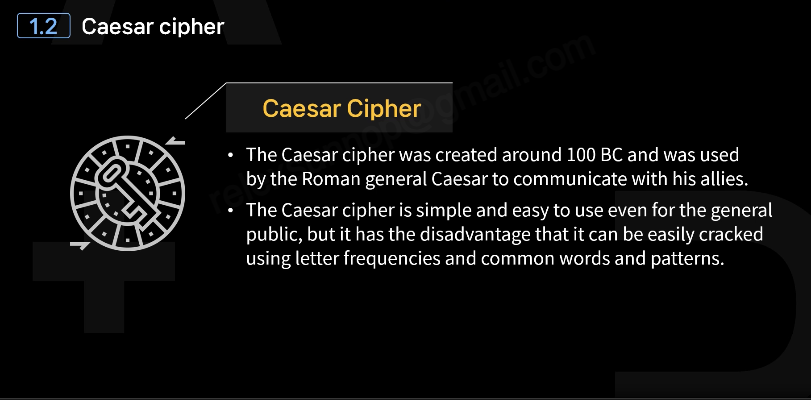 1.2 Caesar cipher
Caesar Cipher
• The Caesar cipher was created around 100 BC and was used
by the Roman general Caesar to communicate with his allies.
• The Caesar cipher is simple and easy to use even for the general
public, but it has the disadvantage that it can be easily cracked
using letter frequencies and common words and patterns.